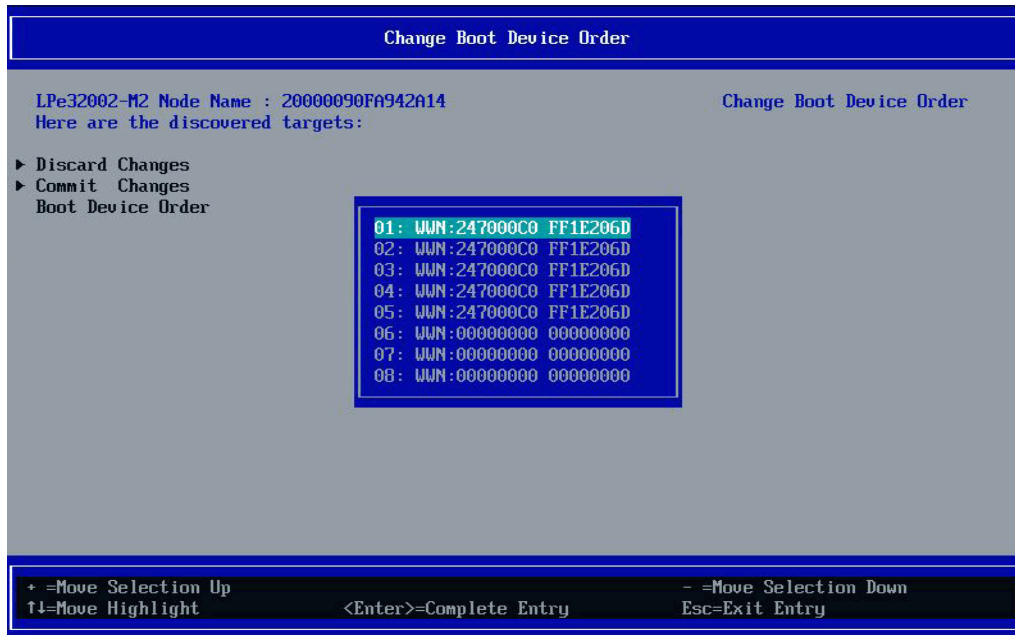 Change Boot Device Order
LPe32002-M2 Node Name : 20000090FA942A14 Change Boot Device Order
Here are the discovered targets:
Discard Changes
Commit Changes
Boot Device Order
01: WWN:247000C0 FF1E206D
02: WWN:247000C0 FF1E206D
03: WWN:247000C0 FF1E206D
04: WWN:247000C0 FF1E206D
05: WWN:247000C0 FF1E206D
06: WWN:00000000 00000000
07: WWN:00000000 00000000
08: WWN:00000000 00000000
+ =Move Selection Up - =Move Selection Down
↑↓=Move Highlight <Enter>=Complete Entry Esc=Exit Entry